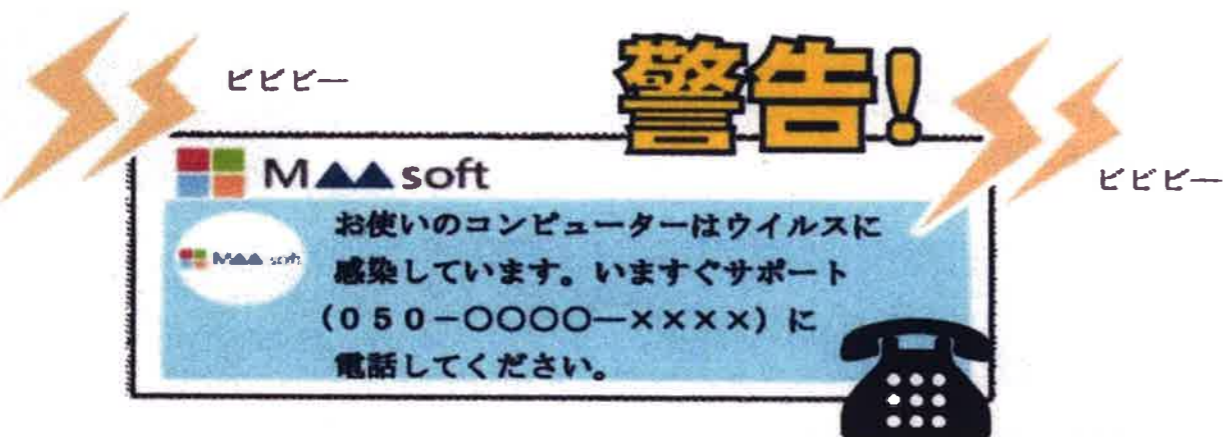 警告！
ビビビー
ビビビー
M▲▲soft
M▲▲soft
お使いのコンピューターはウイルスに
感染しています。いますぐサポート
（０５０－〇〇〇〇－××××）に
電話してください。